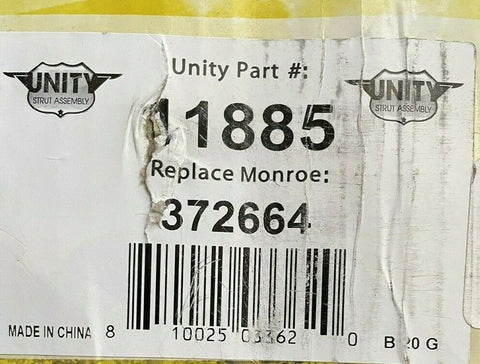 UNITY
STRUT ASSEMBLY
Unity Part #:
11885
UNITY
STRUT ASSEMBLY
Replace Monroe:
372664
MADE IN CHINA 8 10025 03362 0 B 20 G